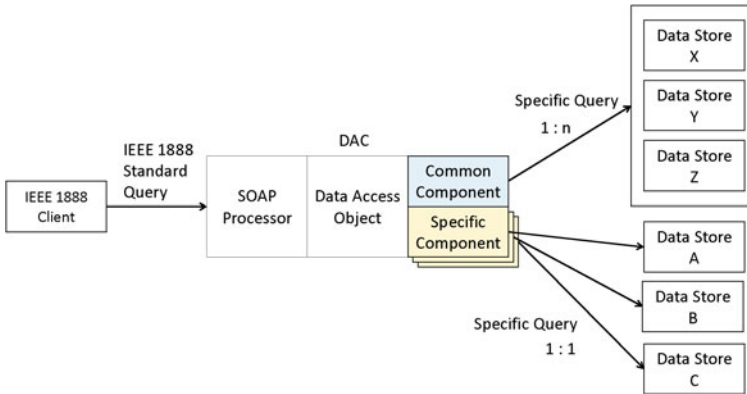 IEEE 1888
Client
IEEE 1888
Standard
Query
DAC
SOAP
Processor
Data Access
Object
Common
Component
Specific
Component
Specific Query
1 : n
Specific Query
1 : 1
Data Store
X
Data Store
Y
Data Store
Z
Data Store
A
Data Store
B
Data Store
C